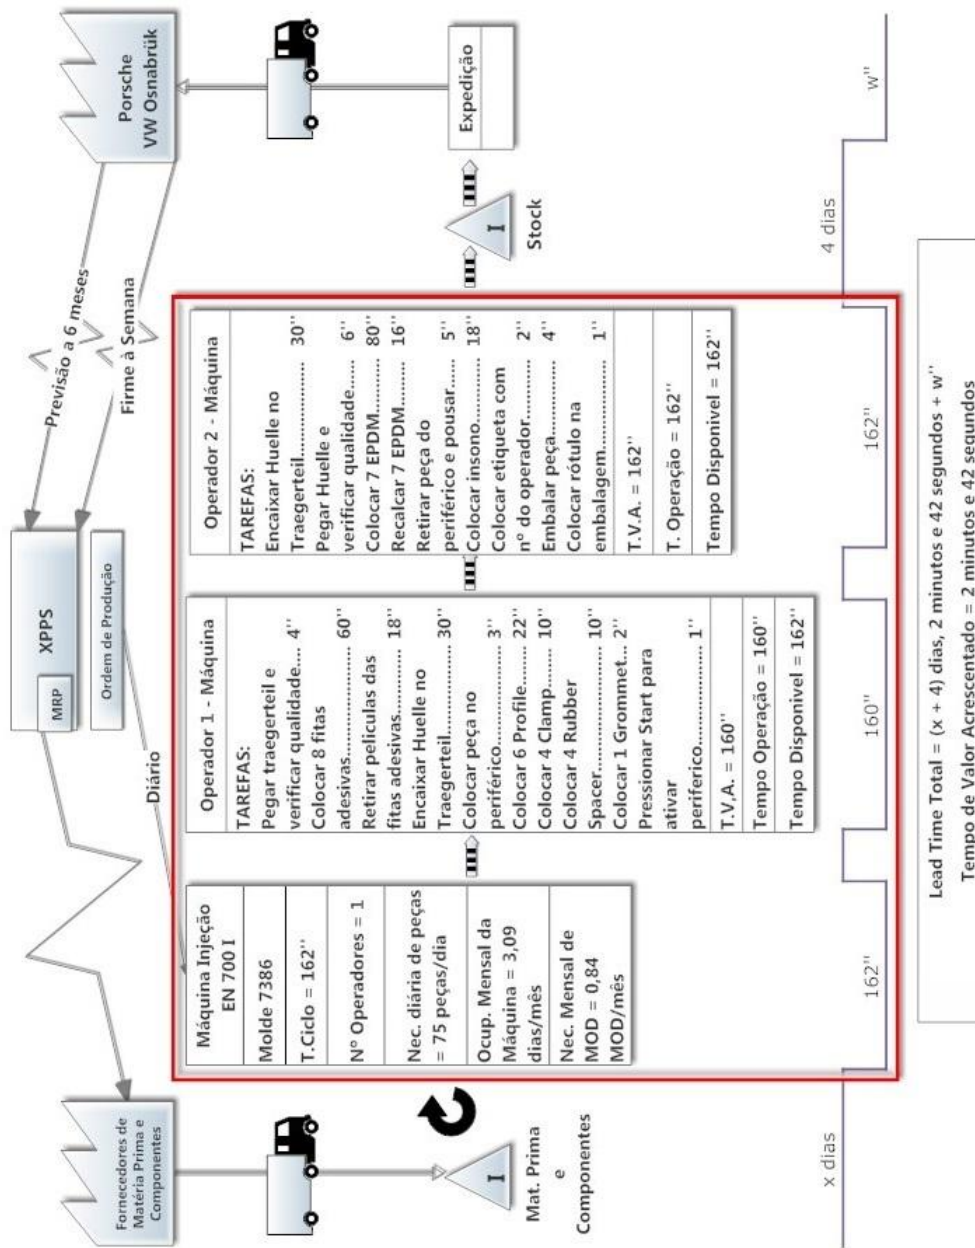 Fornecedores de
Matéria Prima e
Componentes
MRP
XPPS
Ordem de Produção
Diário
Previsão a 6 meses
Firme à Semana
Porsche
VW Osnabrük
Mat. Prima
e
Componentes
I
Máquina Injeção
EN 700 I
Molde 7386
T.Ciclo = 162''
Nº Operadores = 1
Nec. diária de peças
= 75 peças/dia
Ocup. Mensal da
Máquina = 3,09
dias/mês
Nec. Mensal de
MOD = 0,84
MOD/mês
Operador 1 - Máquina
TAREFAS:
Pegar traegerteil e
verificar qualidade.... 4''
Colocar 8 fitas
adesivas..................... 60''
Retirar peliculas das
fitas adesivas............ 18''
Encaixar Huelle no
Traegerteil.................30''
Colocar peça no
periférico................... 3''
Colocar 6 Profile....... 22''
Colocar 4 Clamp........ 10''
Colocar 4 Rubber
Spacer........................ 10''
Colocar 1 Grommet... 2''
Pressionar Start para
ativar
periferico.................... 1''
T.V,A. = 160''
Tempo Operação = 160''
Tempo Disponivel = 162''
Operador 2 - Máquina
TAREFAS:
Encaixar Huelle no
Traegerteil.................... 30''
Pegar Huelle e
verificar qualidade....... 6''
Colocar 7 EPDM........... 80''
Recalcar 7 EPDM.......... 16''
Retirar peça do
periférico e pousar...... 5''
Colocar insono.............. 18''
Colocar etiqueta com
nº do operador.............. 2''
Embalar peça................. 4''
Colocar rótulo na
embalagem.................... 1''
T.V.A. = 162''
T. Operação = 162''
Tempo Disponivel = 162''
I
Stock
Expedição
x dias
162''
160''
162''
4 dias
w''
Lead Time Total = (x + 4) dias, 2 minutos e 42 segundos + w''
Tempo de Valor Acrescentado = 2 minutos e 42 segundos